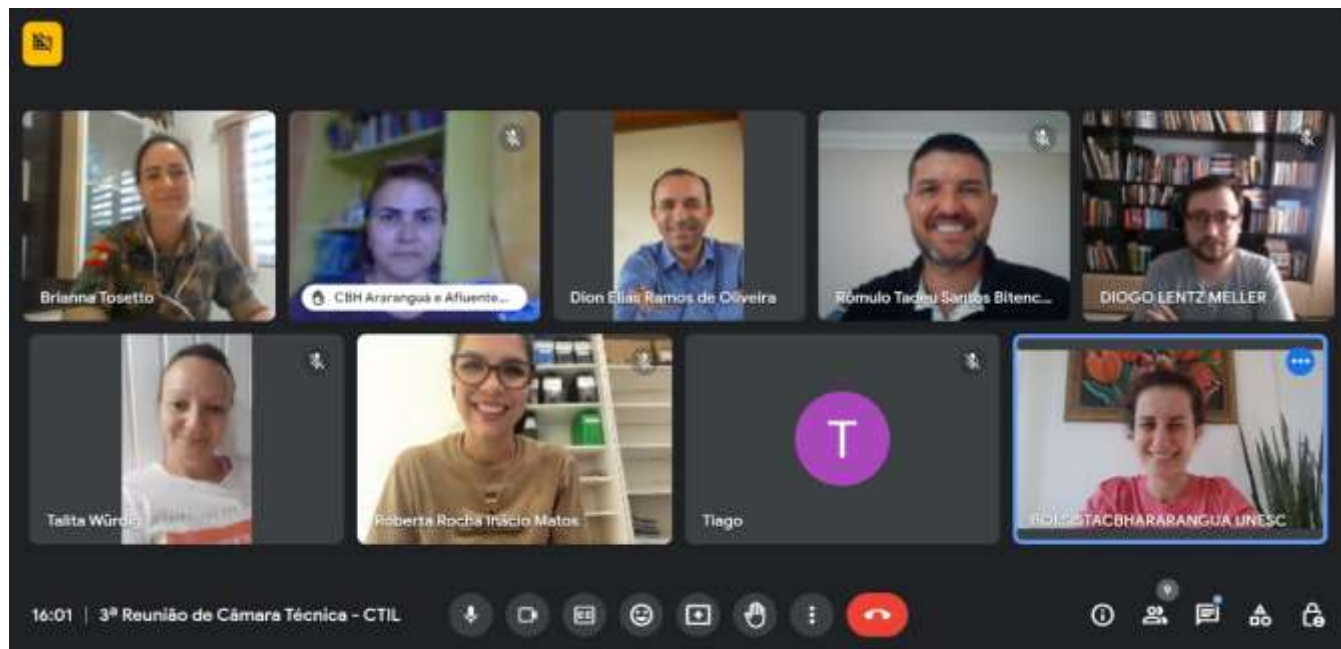 Brianna Tosetto
CBH Araranguá e Afluente...
Dion Elias Ramos de Oliveira
Rômulo Tadeu Santos Bitenc...
DIOGO LENTZ MELLER
Talita Würdig
Roberta Rocha Inácio Matos
T
Tiago
BOLSISTACBHARARANGUA UNESC
16:01 | 3ª Reunião de Câmara Técnica - CTIL
9